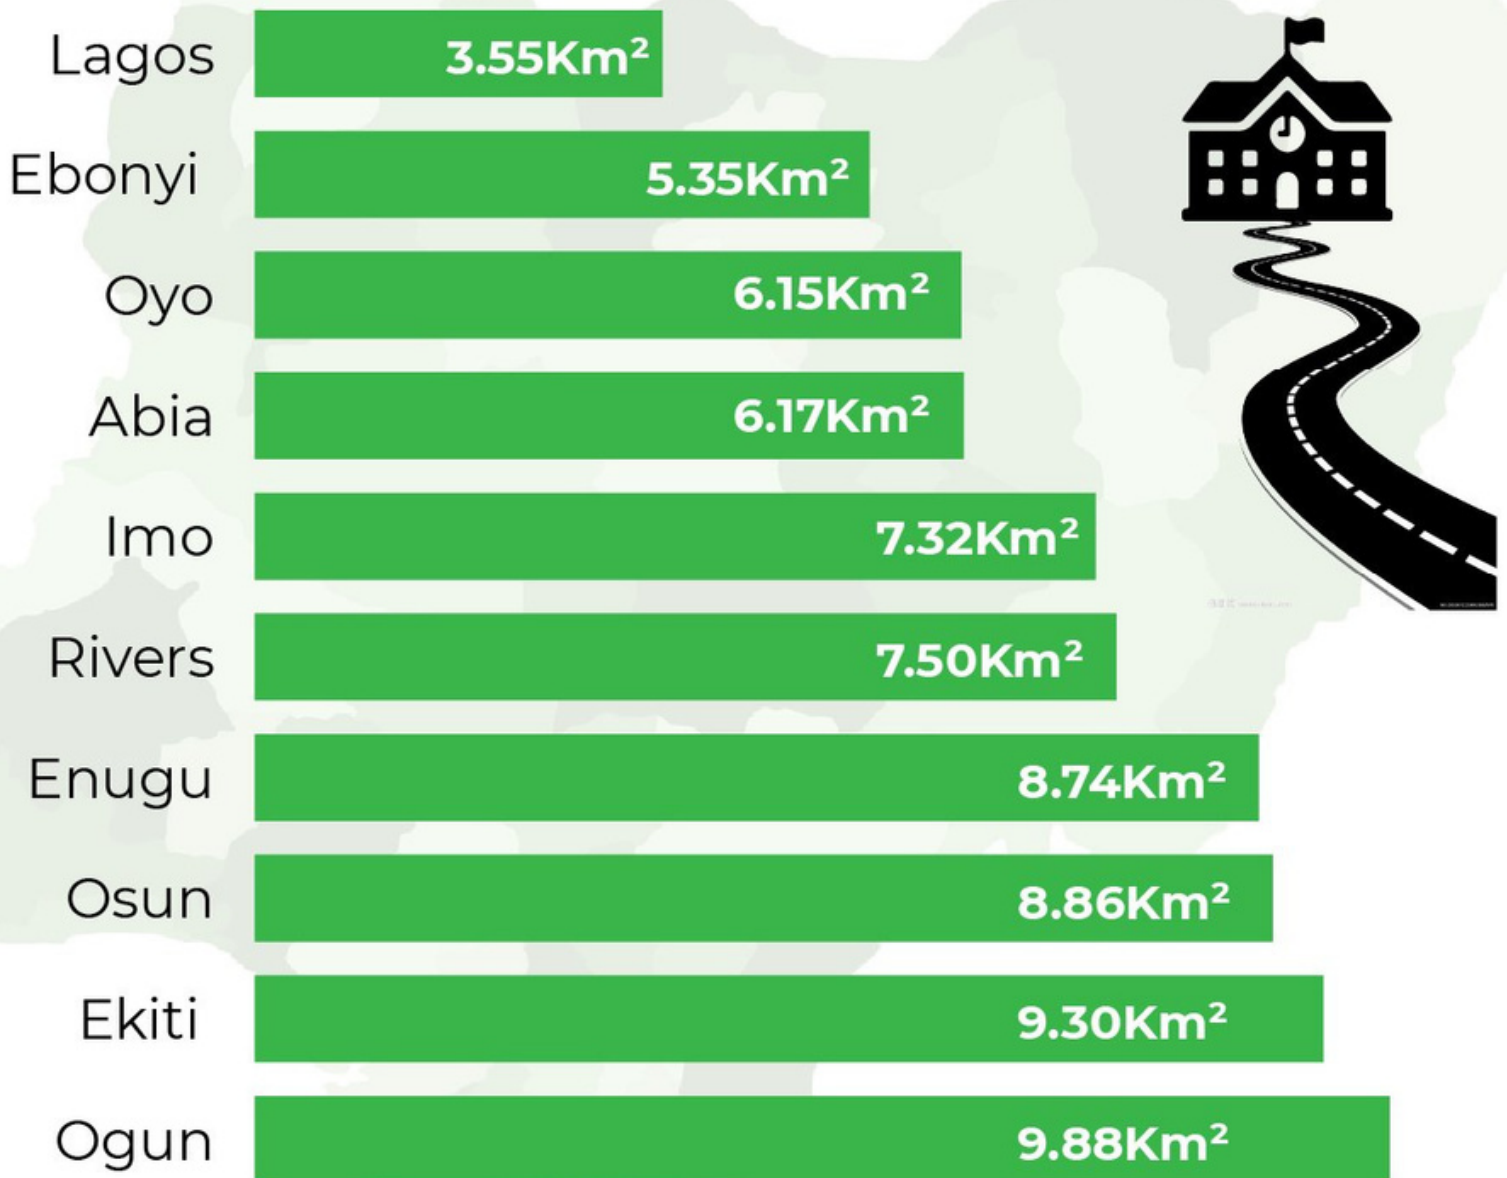 Lagos 3.55Km²
Ebonyi 5.35Km²
Oyo 6.15Km²
Abia 6.17Km²
Imo 7.32Km²
Rivers 7.50Km²
Enugu 8.74Km²
Osun 8.86Km²
Ekiti 9.30Km²
Ogun 9.88Km²